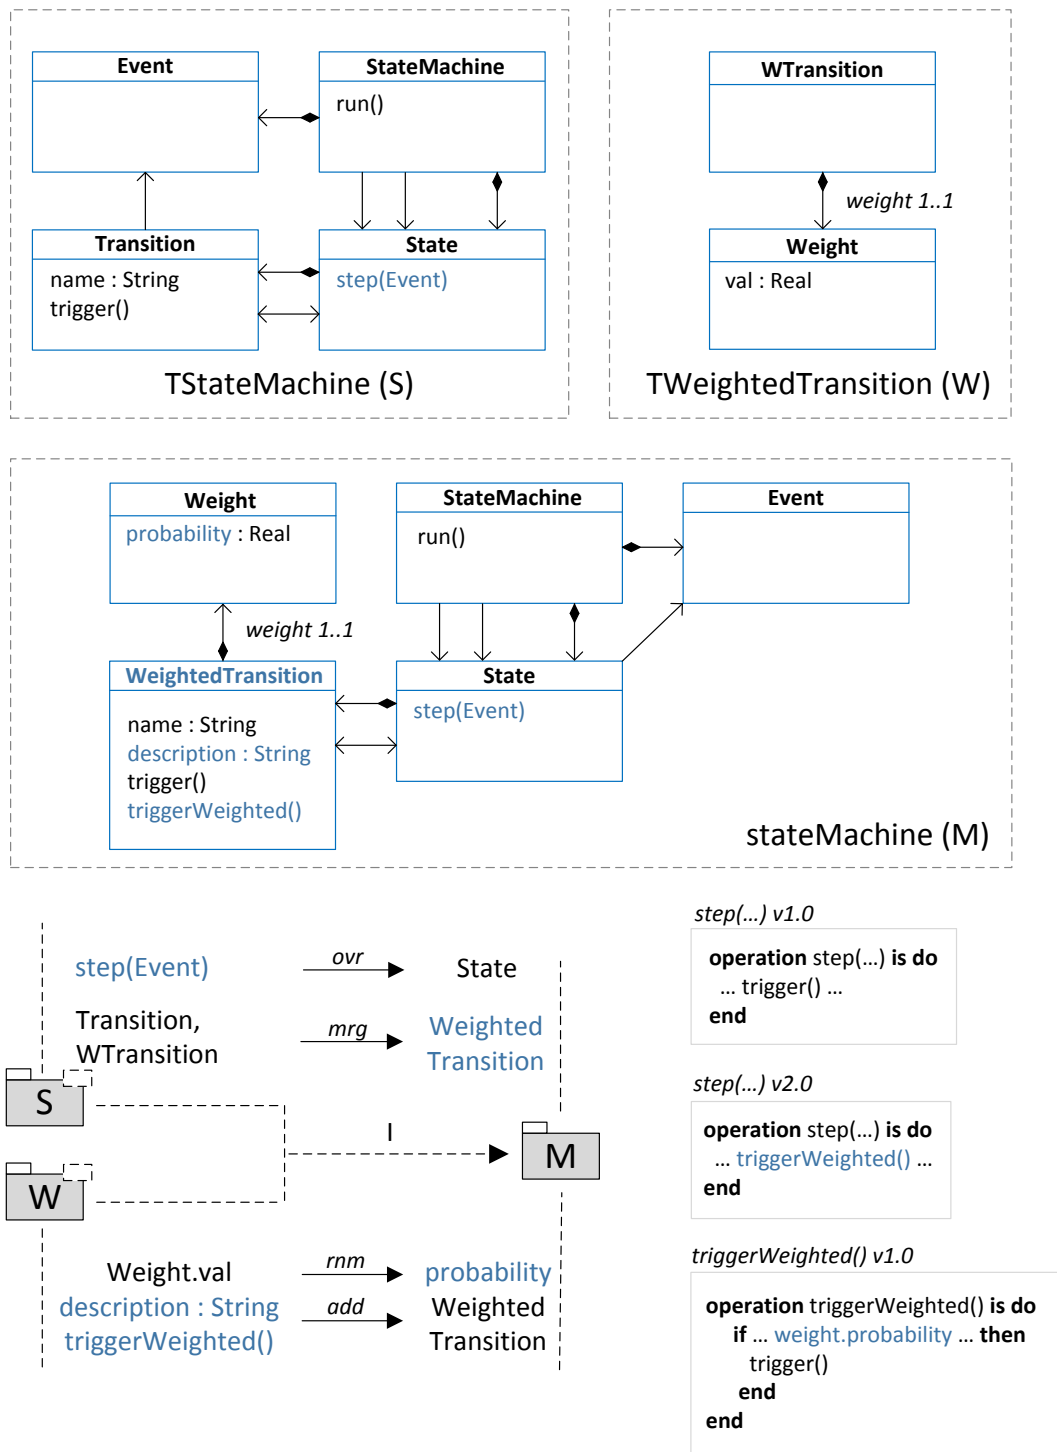 Event
StateMachine
run()
Transition
name : String
trigger()
State
step(Event)
TStateMachine (S)
WTransition
weight 1..1
Weight
val : Real
TWeightedTransition (W)
Weight
probability : Real
StateMachine
run()
Event
weight 1..1
WeightedTransition
name : String
description : String
trigger()
triggerWeighted()
State
step(Event)
stateMachine (M)
step(Event)
ovr
State
Transition,
WTransition
mrg
Weighted
Transition
S
W
I
M
Weight.val
rnm
probability
description : String
triggerWeighted()
add
Weighted
Transition
step(...) v1.0
operation step(...) is do
... trigger() ...
end
step(...) v2.0
operation step(...) is do
... triggerWeighted() ...
end
triggerWeighted() v1.0
operation triggerWeighted() is do
if ... weight.probability ... then
trigger()
end
end